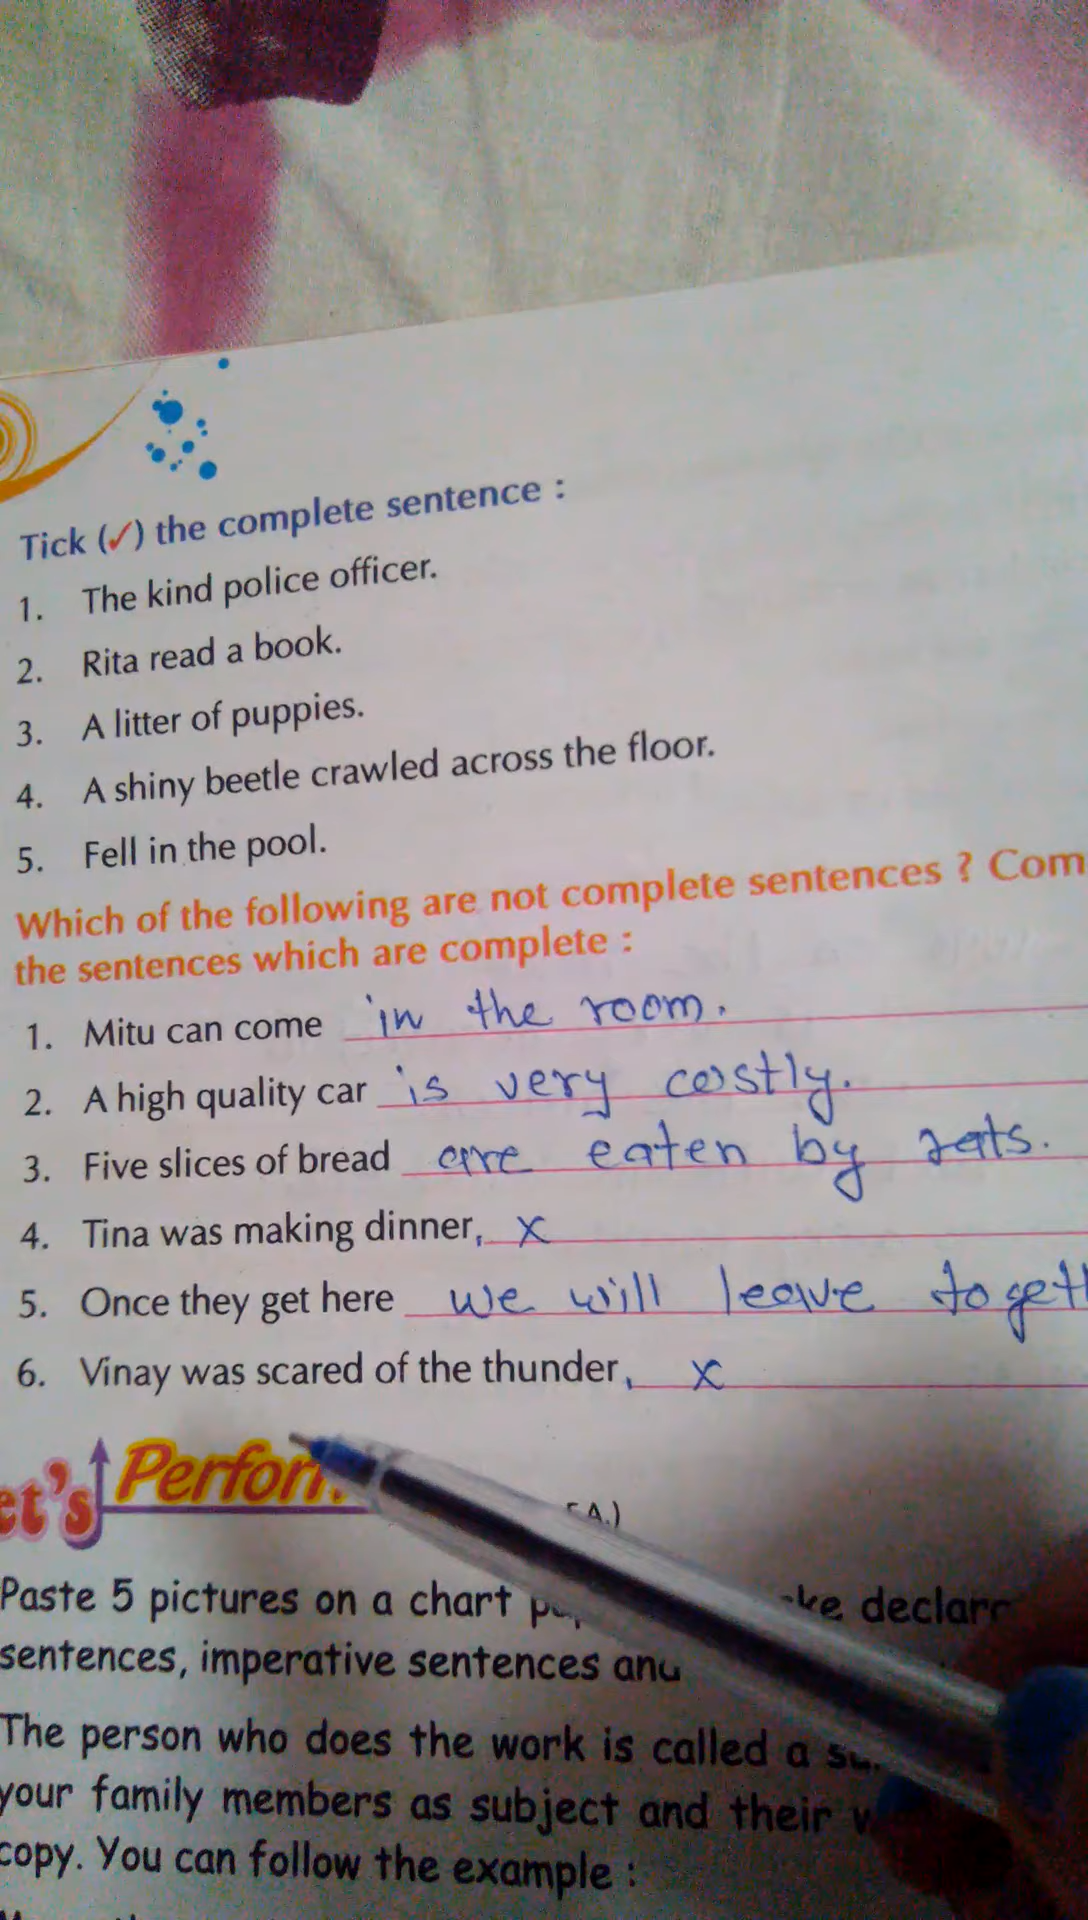 Tick (✓) the complete sentence :
1. The kind police officer.
2. Rita read a book.
3. A litter of puppies.
4. A shiny beetle crawled across the floor.
5. Fell in the pool.
Which of the following are not complete sentences ? Com
the sentences which are complete :
1. Mitu can come in the room.
2. A high quality car is very costly.
3. Five slices of bread are eaten by rats.
4. Tina was making dinner, x
5. Once they get here we will leave togeth
6. Vinay was scared of the thunder, x
et's Perform
A.)
Paste 5 pictures on a chart declar
sentences, imperative sentences and
The person who does the work is called a
your family members as subject and their
copy. You can follow the example :